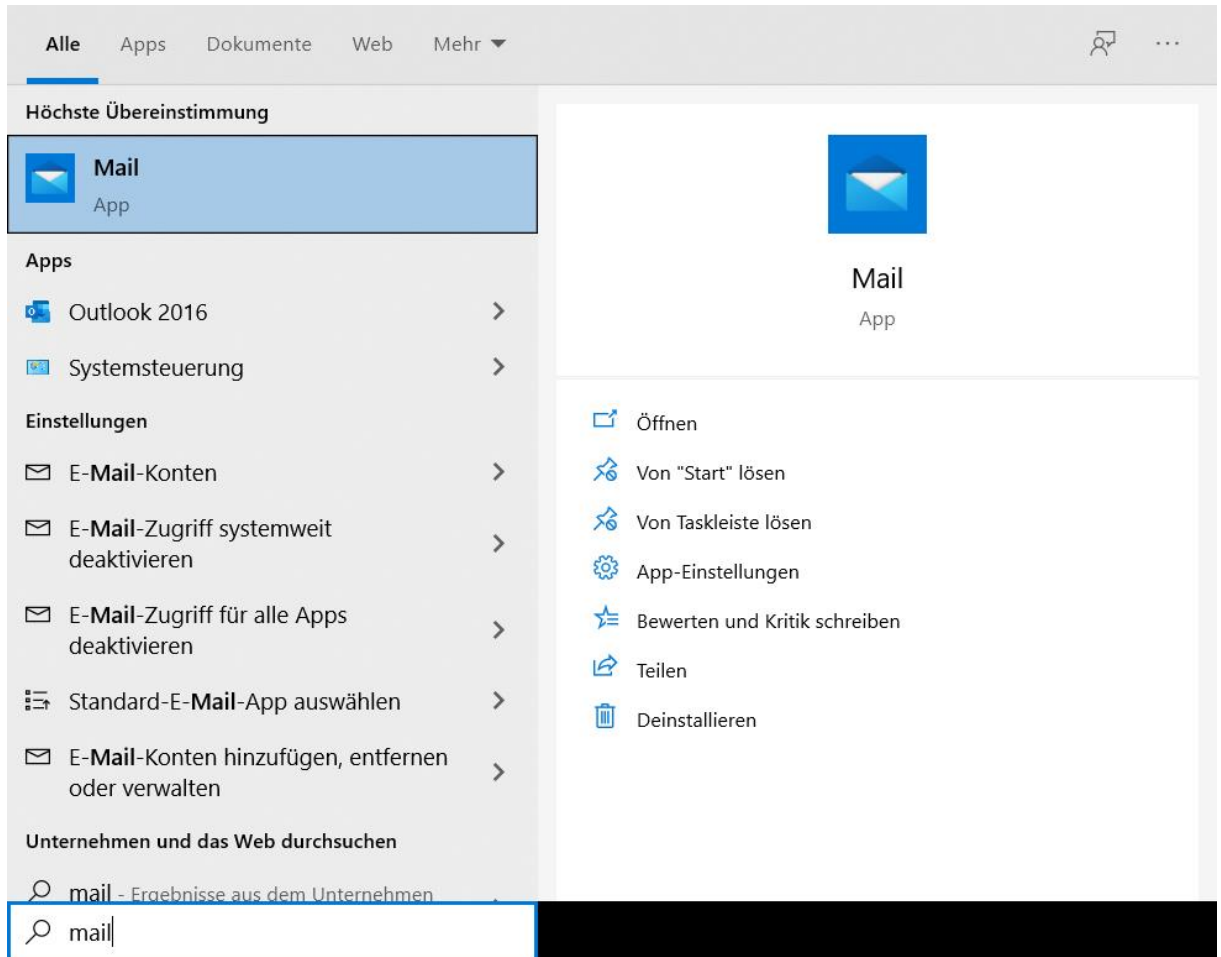 Alle Apps Dokumente Web Mehr
Höchste Übereinstimmung
Mail
App
Apps
Outlook 2016
Systemsteuerung
Einstellungen
E-Mail-Konten
E-Mail-Zugriff systemweit
deaktivieren
E-Mail-Zugriff für alle Apps
deaktivieren
Standard-E-Mail-App auswählen
E-Mail-Konten hinzufügen, entfernen
oder verwalten
Unternehmen und das Web durchsuchen
mail - Ergebnisse aus dem Unternehmen
mail
Mail
App
Öffnen
Von "Start" lösen
Von Taskleiste lösen
App-Einstellungen
Bewerten und Kritik schreiben
Teilen
Deinstallieren